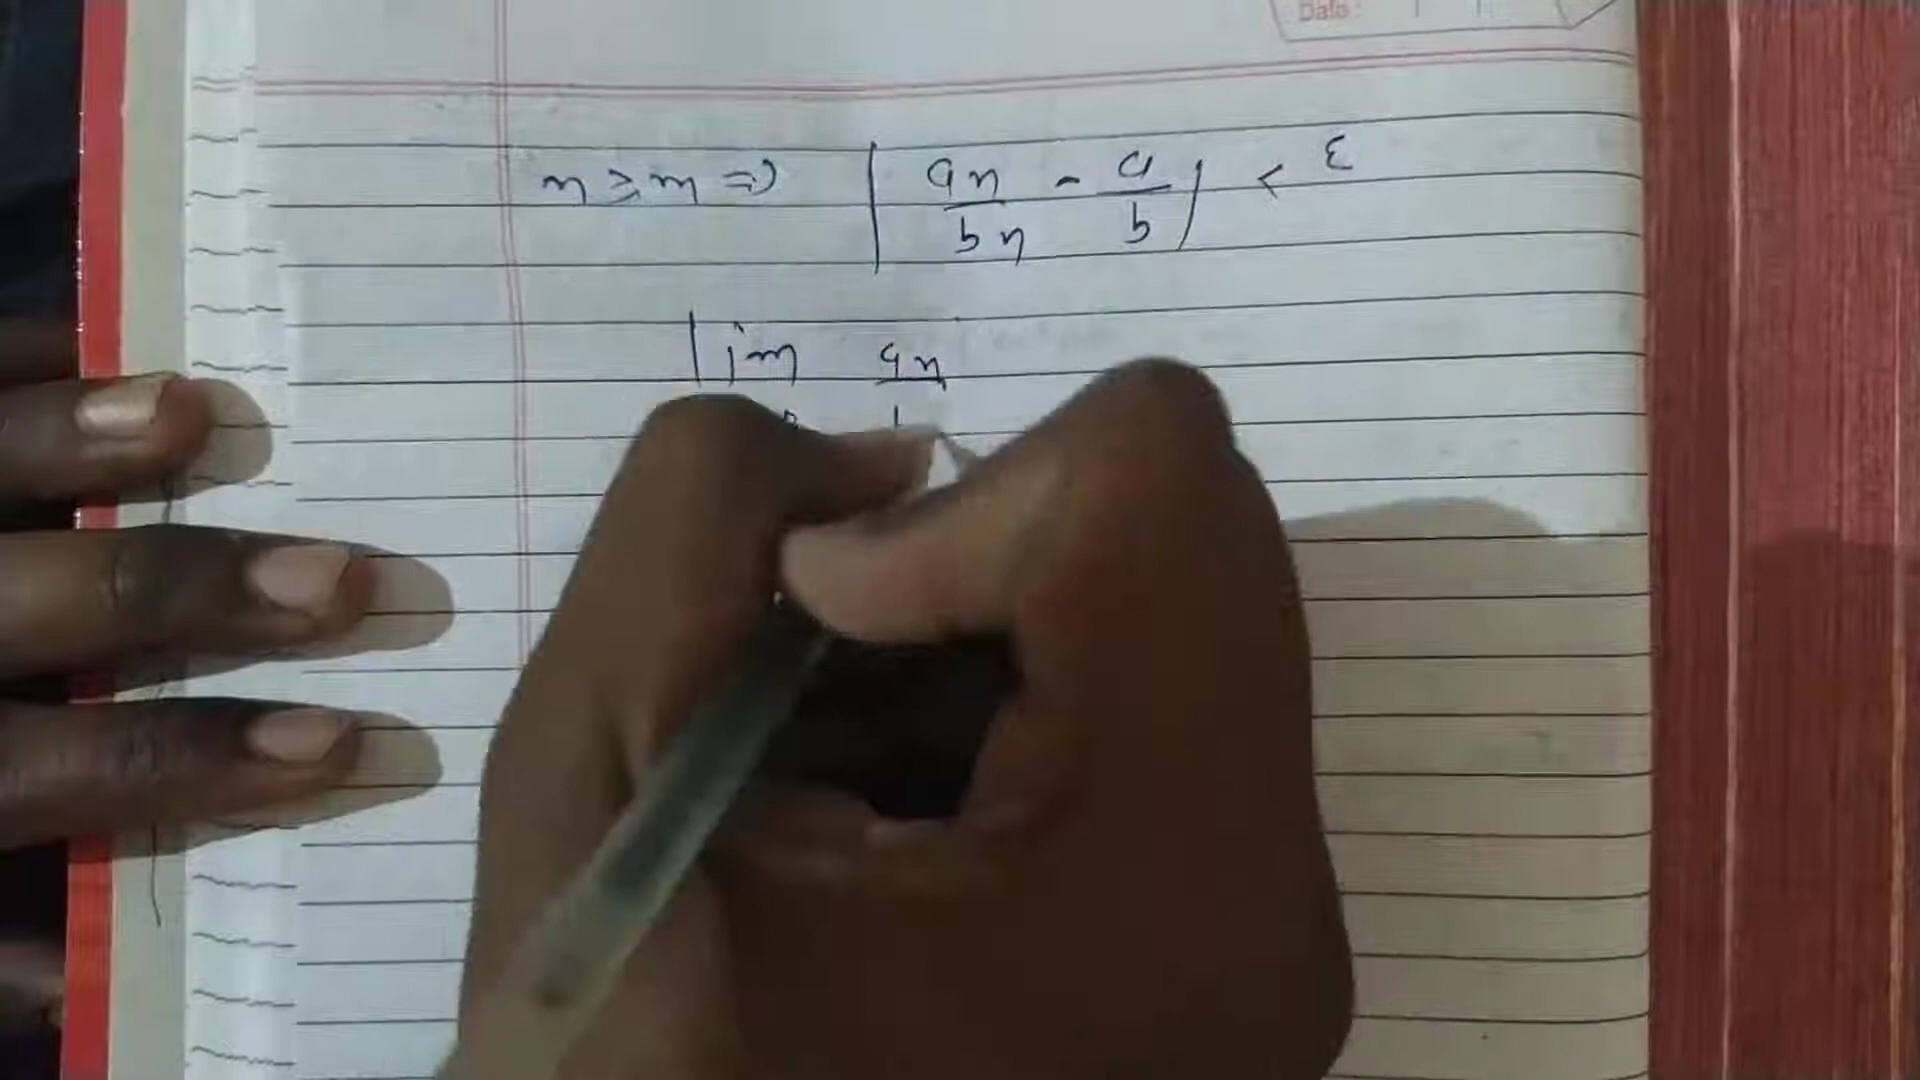 Date:
n ≥ m ⇒ | an/bn - a/b | < ε
lim an